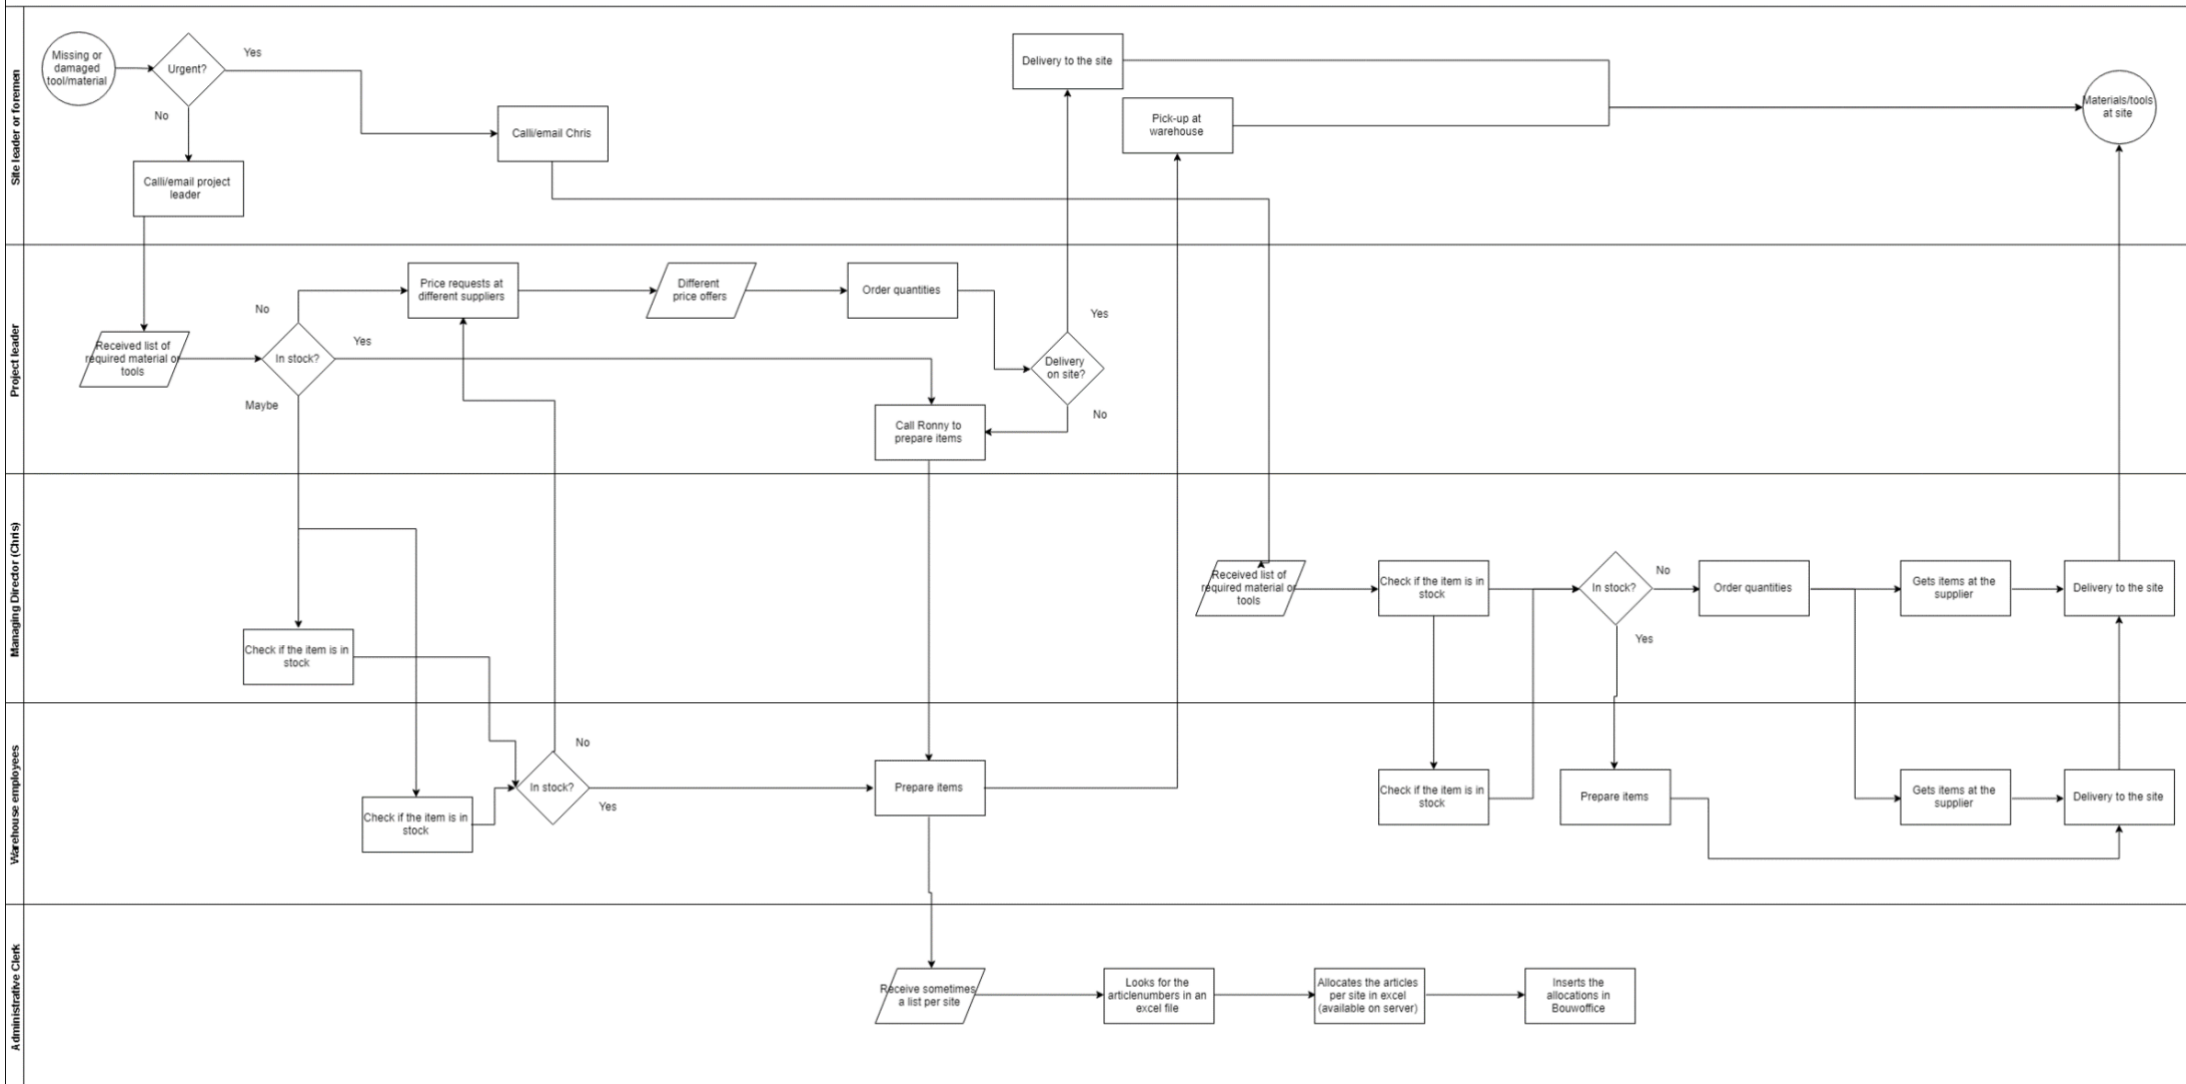 Site leader or foremen
Missing or
damaged
tool/material
Urgent?
Yes
No
Calli/email project
leader
Calli/email Chris
Delivery to the site
Pick-up at
warehouse
Materials/tools
at site
Project leader
Received list of
required material or
tools
In stock?
No
Yes
Maybe
Price requests at
different suppliers
Different
price offers
Order quantities
Delivery
on site?
Yes
No
Call Ronny to
prepare items
Managing Director (Chris)
Check if the item is in
stock
Received list of
required material or
tools
Check if the item is in
stock
In stock?
No
Yes
Order quantities
Gets items at the
supplier
Delivery to the site
Warehouse employees
Check if the item is in
stock
In stock?
No
Yes
Prepare items
Check if the item is in
stock
Prepare items
Gets items at the
supplier
Delivery to the site
Administrative Clerk
Receive sometimes
a list per site
Looks for the
articlenumbers in an
excel file
Allocates the articles
per site in excel
(available on server)
Inserts the
allocations in
Bouwoffice